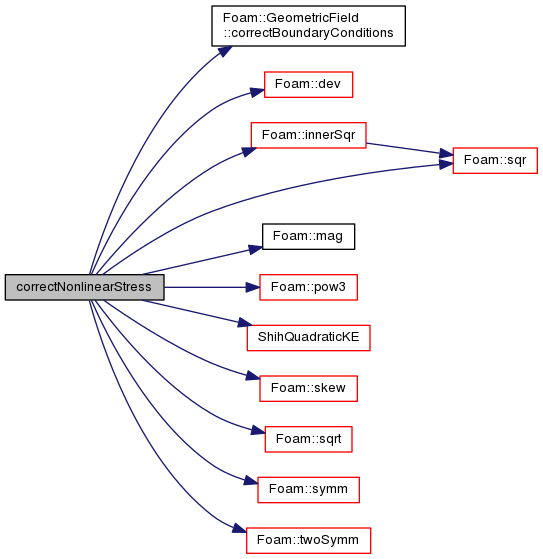 Foam::GeometricField
::correctBoundaryConditions
Foam::dev
Foam::innerSqr
Foam::sqr
Foam::mag
correctNonlinearStress
Foam::pow3
ShihQuadraticKE
Foam::skew
Foam::sqrt
Foam::symm
Foam::twoSymm